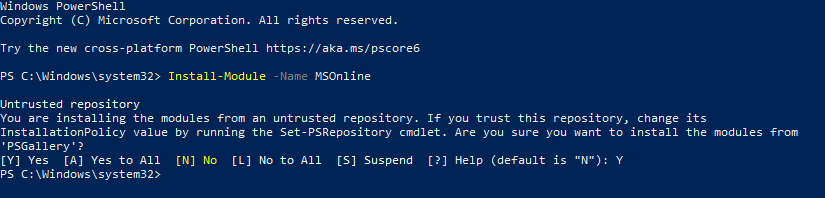 Windows PowerShell
Copyright (C) Microsoft Corporation. All rights reserved.
Try the new cross-platform PowerShell https://aka.ms/pscore6
PS C:\Windows\system32> Install-Module -Name MSOnline
Untrusted repository
You are installing the modules from an untrusted repository. If you trust this repository, change its
InstallationPolicy value by running the Set-PSRepository cmdlet. Are you sure you want to install the modules from
'PSGallery'?
[Y] Yes  [A] Yes to All  [N] No  [L] No to All  [S] Suspend  [?] Help (default is "N"): Y
PS C:\Windows\system32>